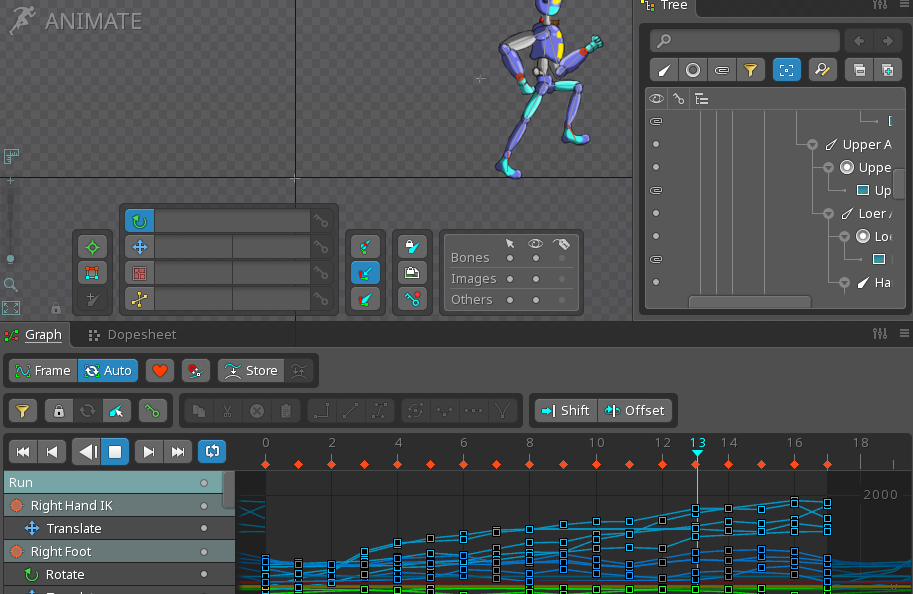 Tree
ANIMATE
Upper A
Uppe
Up
Loer A
Loe
Ha
Bones
Images
Others
Graph
Dopesheet
Frame
Auto
Store
Shift
Offset
0 2 4 6 8 10 12 13 14 16 18
Run
2000
Right Hand IK
Translate
Right Foot
Rotate